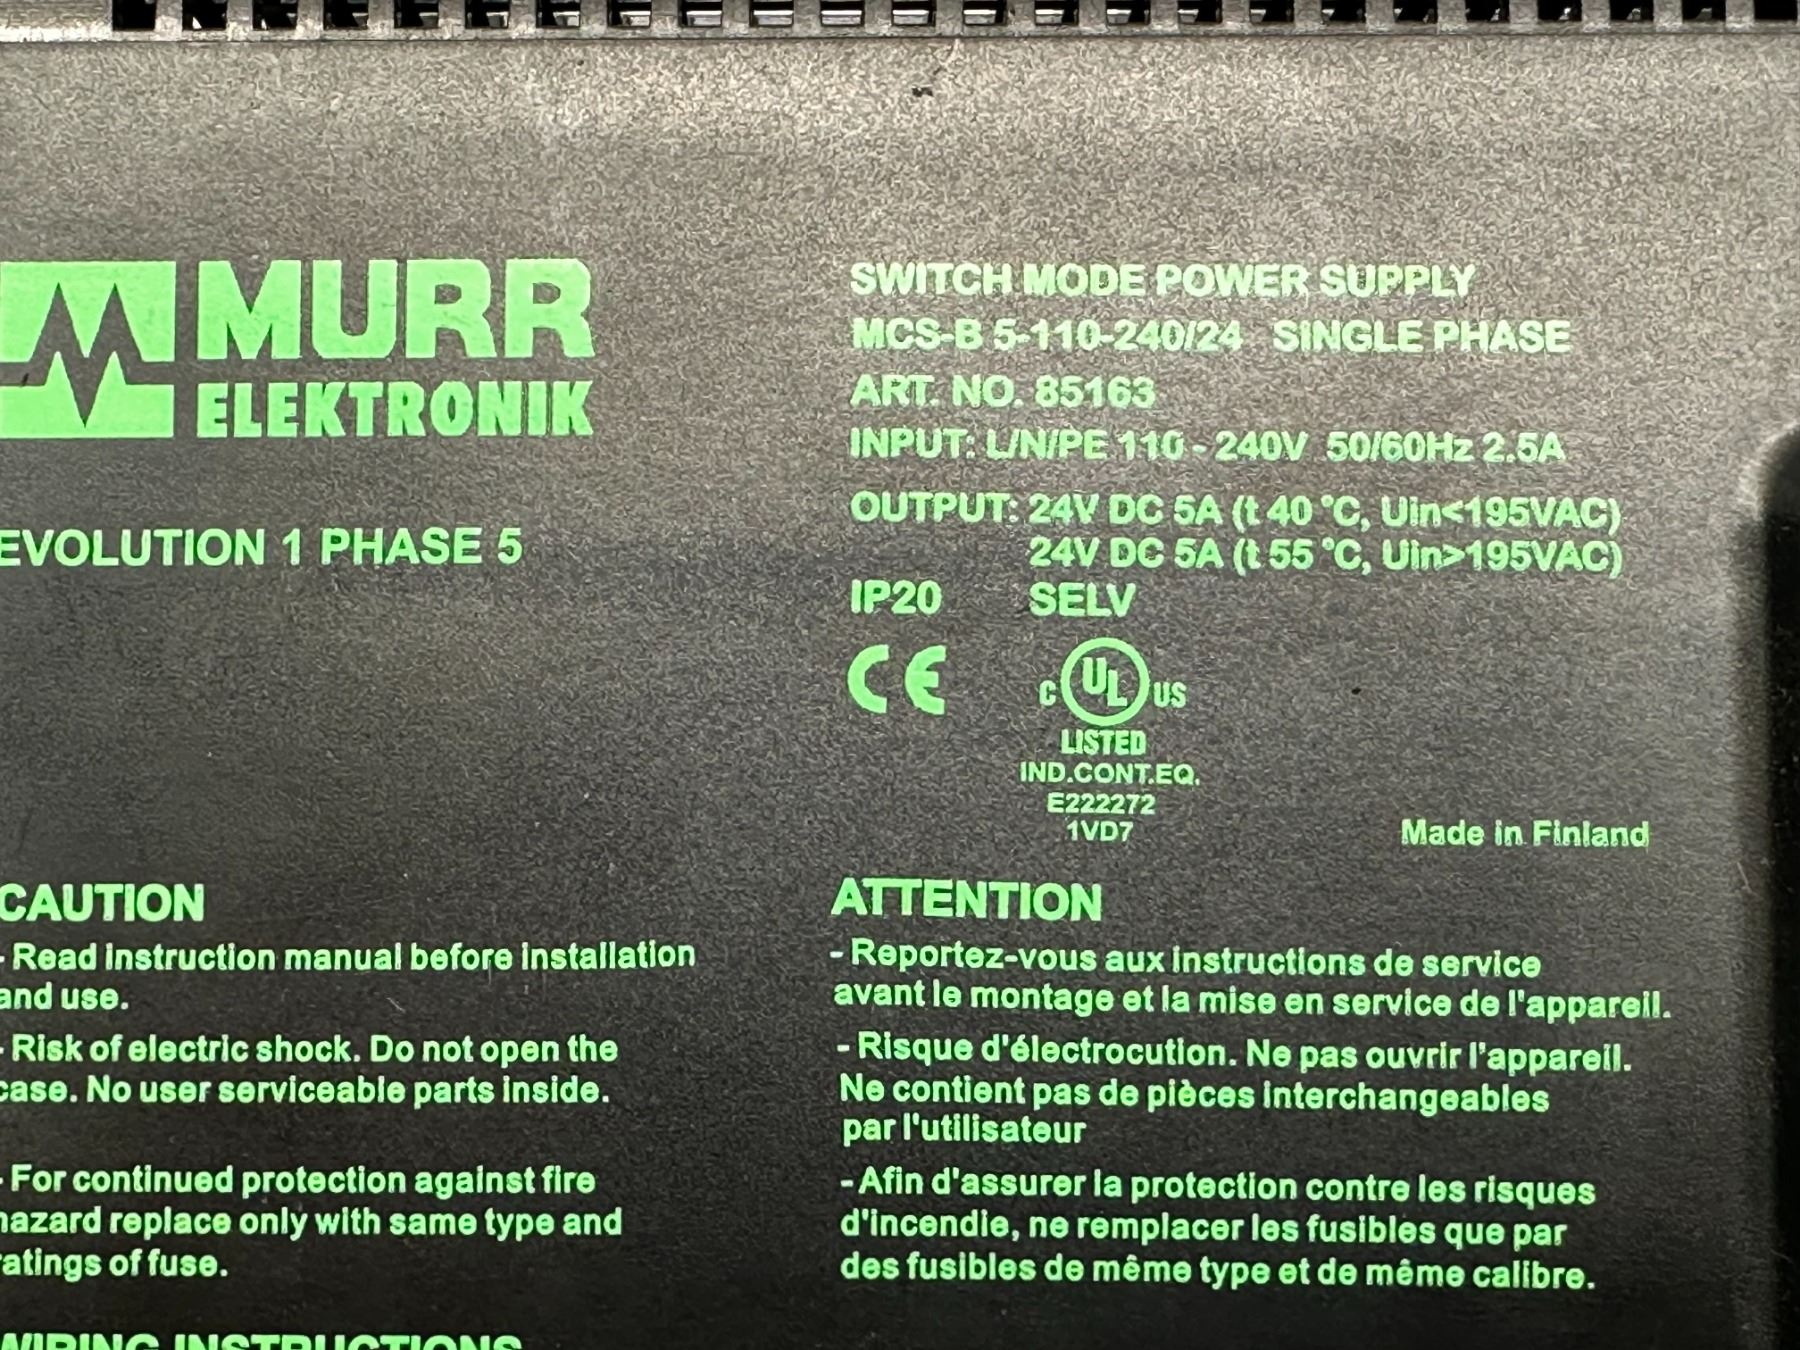 MURR
ELEKTRONIK
EVOLUTION 1 PHASE 5
SWITCH MODE POWER SUPPLY
MCS-B 5-110-240/24 SINGLE PHASE
ART. NO. 85163
INPUT: L/N/PE 110 - 240V 50/60Hz 2.5A
OUTPUT: 24V DC 5A (t 40 °C, Uin<195VAC)
24V DC 5A (t 55 °C, Uin>195VAC)
IP20 SELV
CE
C UL US
LISTED
IND.CONT.EQ.
E222272
1VD7
Made in Finland
CAUTION
- Read instruction manual before installation
and use.
- Risk of electric shock. Do not open the
case. No user serviceable parts inside.
- For continued protection against fire
hazard replace only with same type and
ratings of fuse.
WIRING INSTRUCTIONS
ATTENTION
- Reportez-vous aux instructions de service
avant le montage et la mise en service de l'appareil.
- Risque d'électrocution. Ne pas ouvrir l'appareil.
Ne contient pas de pièces interchangeables
par l'utilisateur
- Afin d'assurer la protection contre les risques
d'incendie, ne remplacer les fusibles que par
des fusibles de même type et de même calibre.